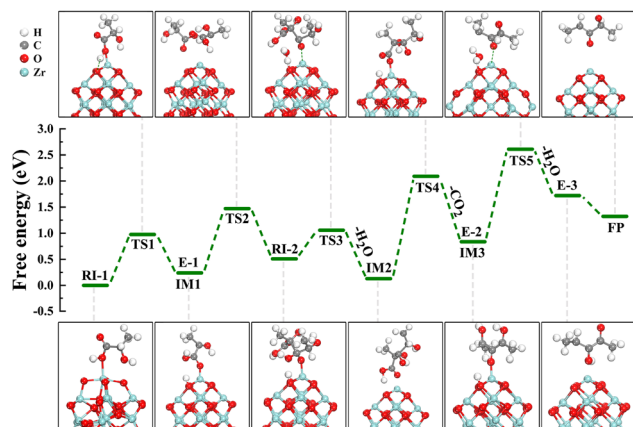 H
C
O
Zr
Free energy (eV)
3.0
2.5
2.0
1.5
1.0
0.5
0.0
-0.5
RI-1
TS1
E-1
IM1
TS2
RI-2
TS3
-H₂O
IM2
TS4
-CO₂
E-2
IM3
TS5
-H₂O
E-3
FP